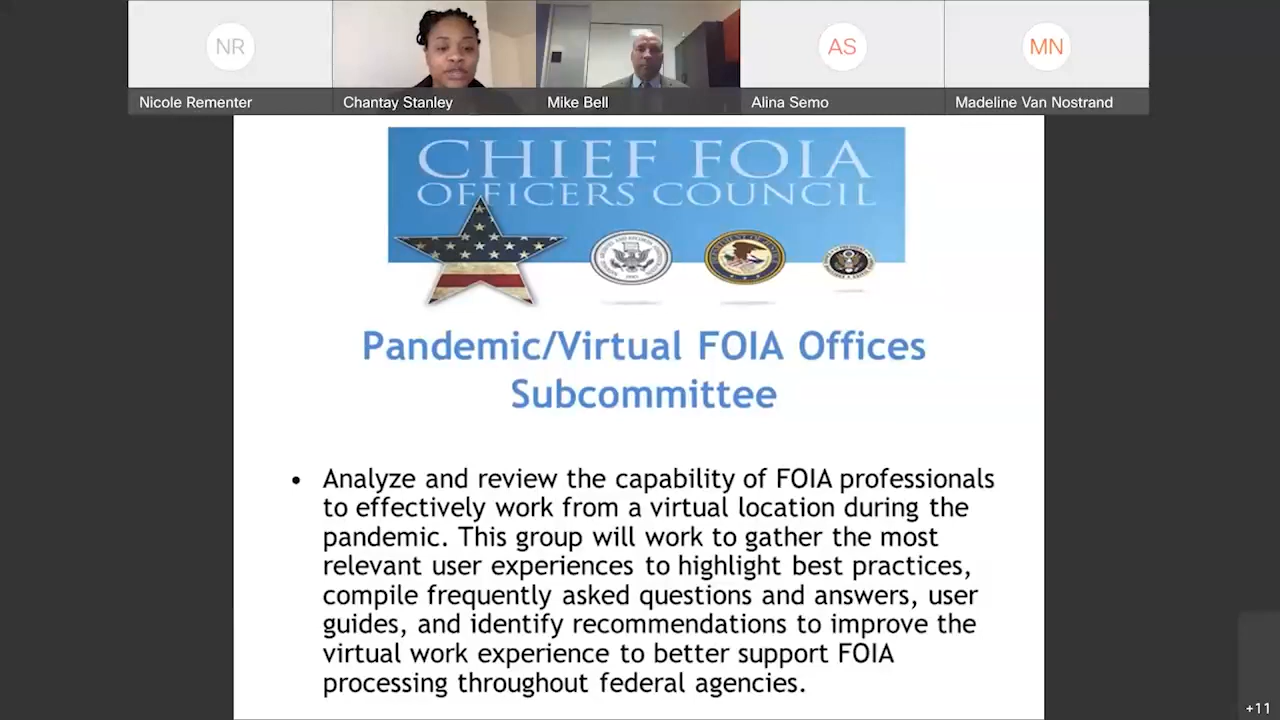 NR
AS
MN
Nicole Rementer
Chantay Stanley
Mike Bell
Alina Semo
Madeline Van Nostrand
CHIEF FOIA
OFFICERS COUNCIL
Pandemic/Virtual FOIA Offices
Subcommittee
• Analyze and review the capability of FOIA professionals
to effectively work from a virtual location during the
pandemic. This group will work to gather the most
relevant user experiences to highlight best practices,
compile frequently asked questions and answers, user
guides, and identify recommendations to improve the
virtual work experience to better support FOIA
processing throughout federal agencies.
+11